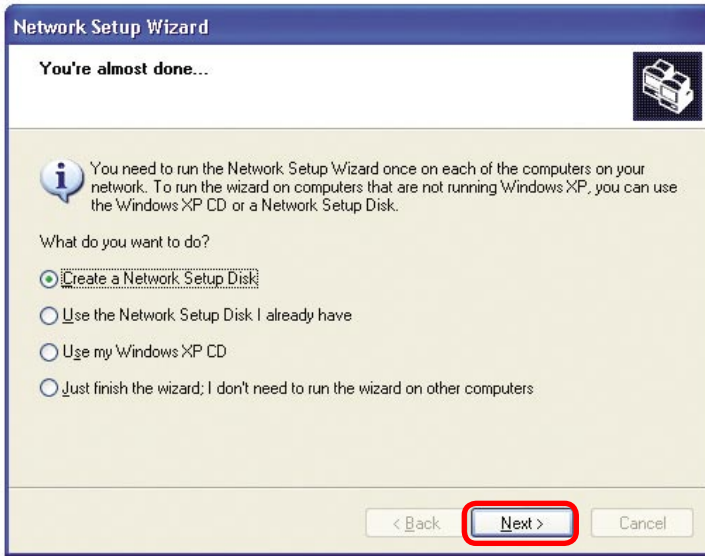 Network Setup Wizard
You're almost done...
You need to run the Network Setup Wizard once on each of the computers on your
network. To run the wizard on computers that are not running Windows XP, you can use
the Windows XP CD or a Network Setup Disk.
What do you want to do?
Create a Network Setup Disk
Use the Network Setup Disk I already have
Use my Windows XP CD
Just finish the wizard; I don't need to run the wizard on other computers
< Back Next > Cancel